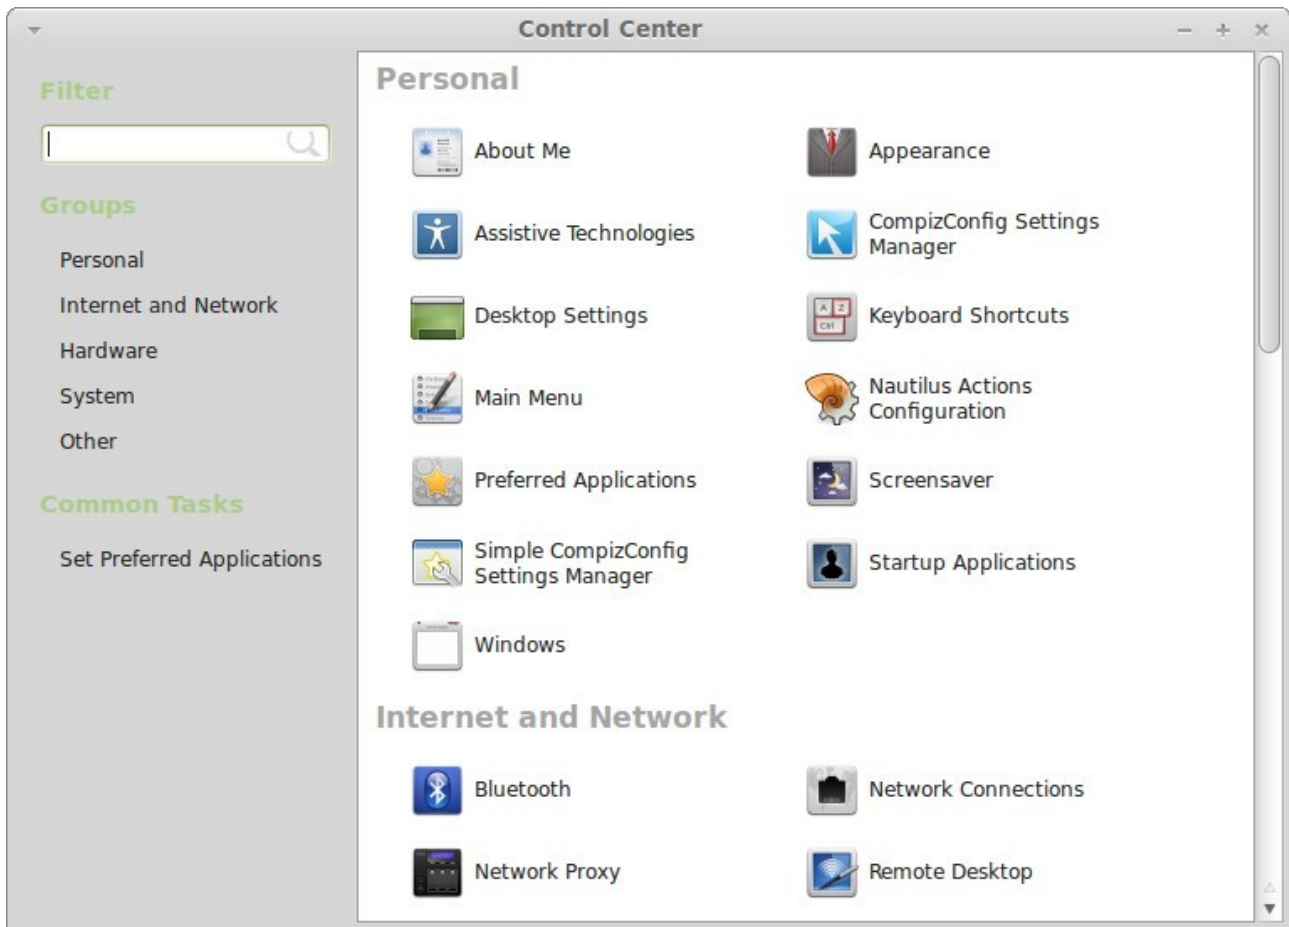 Control Center
Filter
Groups
Personal
Internet and Network
Hardware
System
Other
Common Tasks
Set Preferred Applications
Personal
About Me
Appearance
Assistive Technologies
CompizConfig Settings
Manager
Desktop Settings
Keyboard Shortcuts
Main Menu
Nautilus Actions
Configuration
Preferred Applications
Screensaver
Simple CompizConfig
Settings Manager
Startup Applications
Windows
Internet and Network
Bluetooth
Network Connections
Network Proxy
Remote Desktop